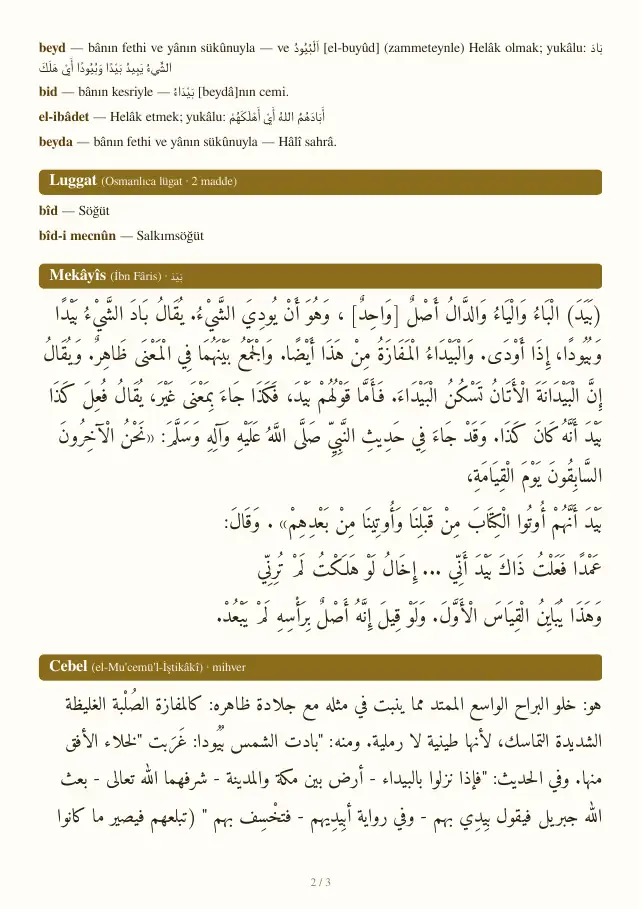 beyd — bânın fethi ve yânın sükûnuyla — ve اَلْبُيُودُ [el-buyûd] (zammeteynle) Helâk olmak; yukâlu: بَادَ
الشَّيْءُ يَبِيدُ بَيْدًا وَبُيُودًا أَيْ هَلَكَ
bid — bânın kesriyle — بَيْدَاءُ [beydâ]nın cemi.
el-ibâdet — Helâk etmek; yukâlu: أَبَادَهُمُ اللهُ أَيْ أَهْلَكَهُمْ
beyda — bânın fethi ve yânın sükûnuyla — Hâlî sahrâ.
Luggat (Osmanlıca lügat · 2 madde)
bîd — Söğüt
bîd-i mecnûn — Salkımsöğüt
Mekâyîs (İbn Fâris) · بَيَدَ
(بَيَدَ) الْبَاءُ وَالْيَاءُ وَالدَّالُ أَصْلٌ [وَاحِدٌ] ، وَهُوَ أَنْ يُودِيَ الشَّيْءُ. يُقَالُ بَادَ الشَّيْءُ بَيْدًا
وَبُيُودًا، إِذَا أَوْدَى. وَالْبَيْدَاءُ الْمَفَازَةُ مِنْ هَذَا أَيْضًا. وَالْجَمْعُ بَيْنَهُمَا فِي الْمَعْنَى ظَاهِرٌ. وَيُقَالُ
إِنَّ الْبَيْدَانَةَ الْأَتَانُ تَسْكُنُ الْبَيْدَاءَ. فَأَمَّا قَوْلُهُمْ بَيْدَ، فَكَذَا جَاءَ بِمَعْنَى غَيْرَ، يُقَالُ فُعِلَ كَذَا
بَيْدَ أَنَّهُ كَانَ كَذَا. وَقَدْ جَاءَ فِي حَدِيثِ النَّبِيِّ صَلَّى اللَّهُ عَلَيْهِ وَآلِهِ وَسَلَّمَ: «نَحْنُ الْآخِرُونَ
السَّابِقُونَ يَوْمَ الْقِيَامَةِ،
بَيْدَ أَنَّهُمْ أُوتُوا الْكِتَابَ مِنْ قَبْلِنَا وَأُوتِينَا مِنْ بَعْدِهِمْ» . وَقَالَ:
عَمْدًا فَعَلْتُ ذَاكَ بَيْدَ أَنِّي ... إِخَالُ لَوْ هَلَكْتُ لَمْ تُرِنِّي
وَهَذَا يُبَايِنُ الْقِيَاسَ الْأَوَّلَ. وَلَوْ قِيلَ إِنَّهُ أَصْلٌ بِرَأْسِهِ لَمْ يَبْعُدْ.
Cebel (el-Mu'cemü'l-İştikâkî) · mihver
هو: خلو البراح الواسع الممتد مما ينبت في مثله مع جلادة ظاهره: كالمفازة الصُلْبة الغليظة
الشديدة التماسك، لأنها طينية لا رملية. ومنه: "بادت الشمس بُيُودا: غَرَبت "لخلاء الأفق
منها. وفي الحديث: "فإذا نزلوا بالبيداء - أرض بين مكة والمدينة - شرفهما الله تعالى - بعث
الله جبريل فيقول بِيدِي بهم - وفي رواية أبِيدِيهم - فتخْسِف بهم " (تبلعهم فيصير ما كانوا
2 / 3